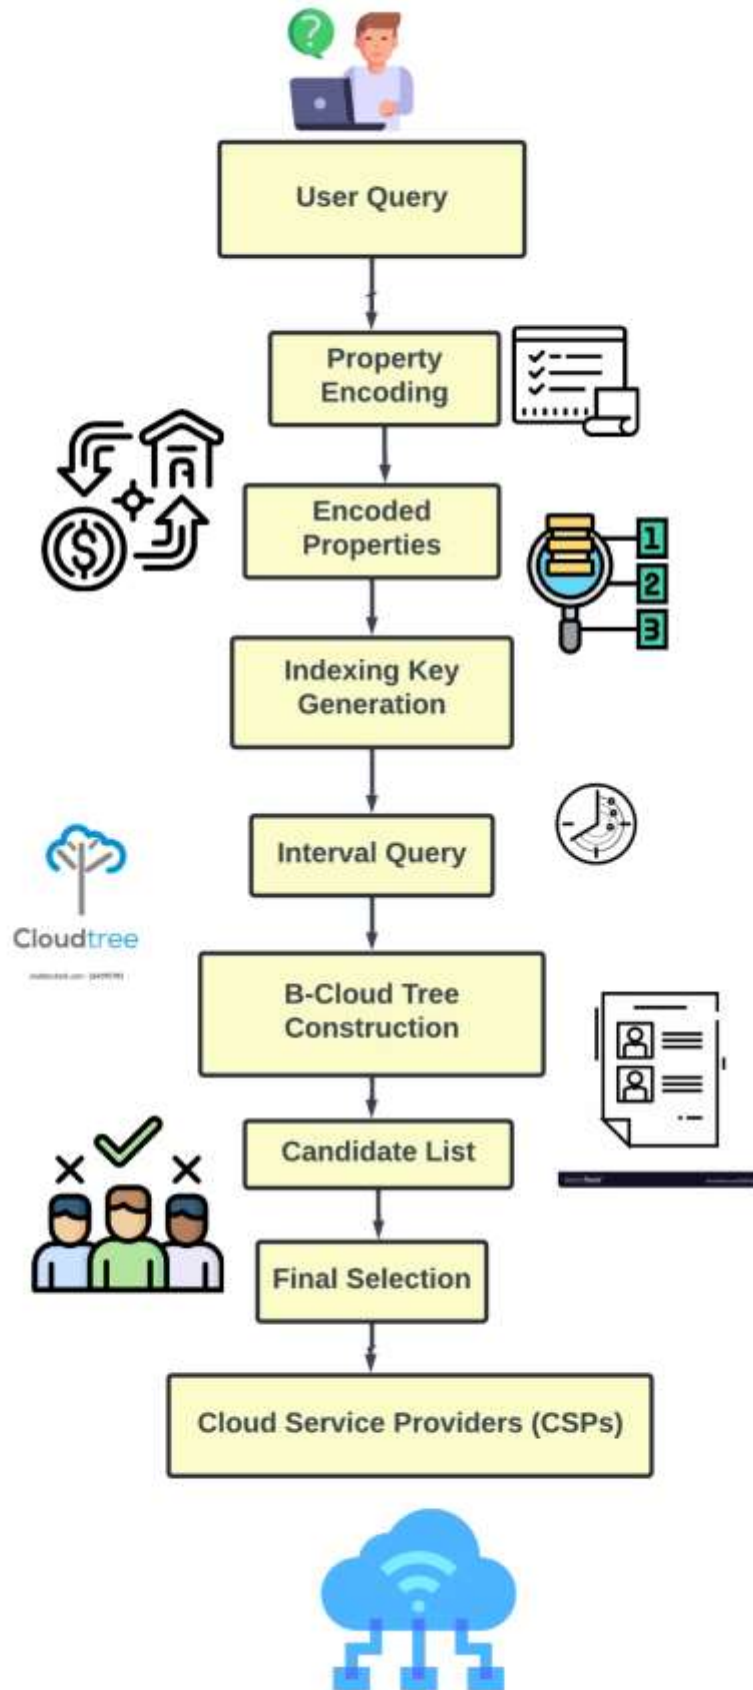 ?
User Query
Property
Encoding
$
Encoded
Properties
1
2
3
Indexing Key
Generation
Interval Query
Cloudtree
B-Cloud Tree
Construction
Candidate List
Final Selection
Cloud Service Providers (CSPs)